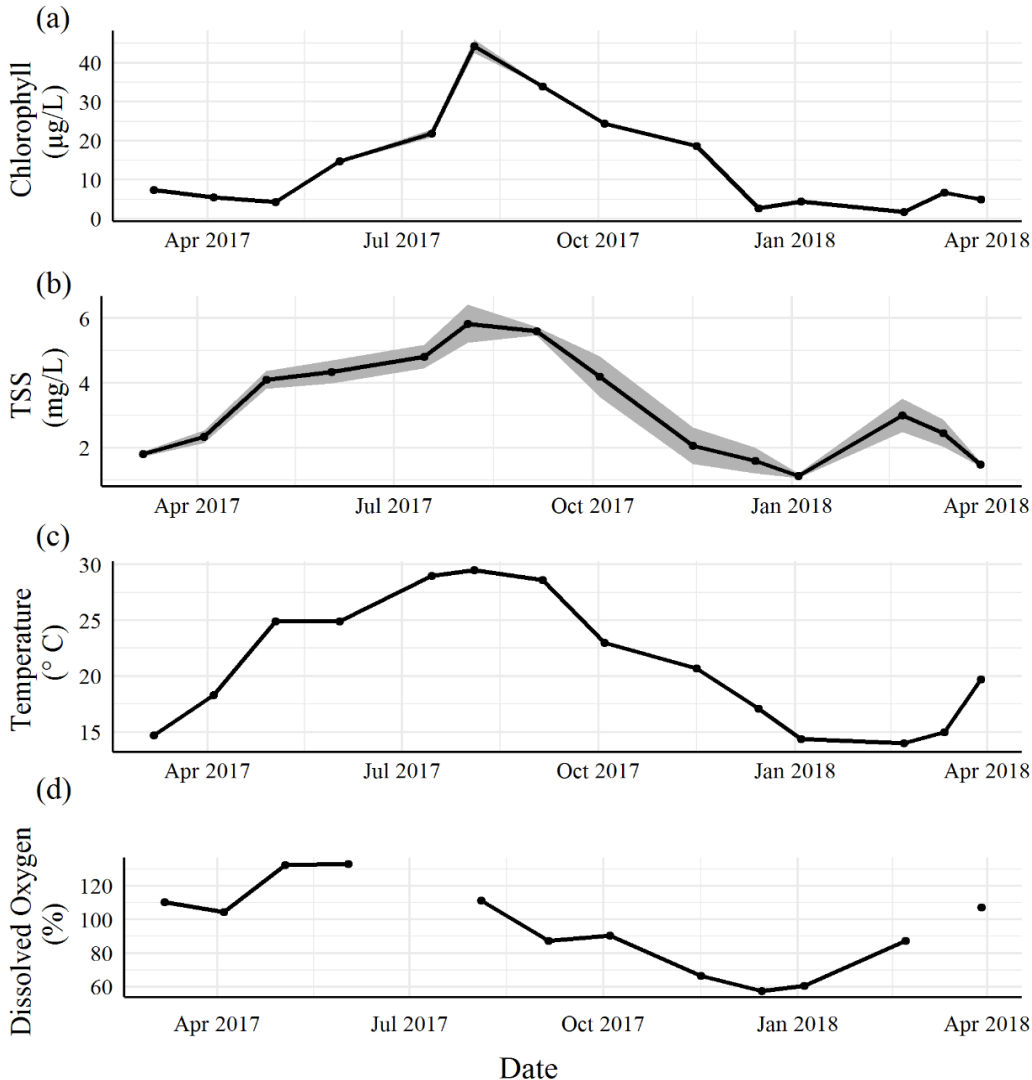 (a)
Chlorophyll
(µg/L)
40
30
20
10
0
Apr 2017 Jul 2017 Oct 2017 Jan 2018 Apr 2018
(b)
TSS
(mg/L)
6
4
2
Apr 2017 Jul 2017 Oct 2017 Jan 2018 Apr 2018
(c)
Temperature
(° C)
30
25
20
15
Apr 2017 Jul 2017 Oct 2017 Jan 2018 Apr 2018
(d)
Dissolved Oxygen
(%)
120
100
80
60
Apr 2017 Jul 2017 Oct 2017 Jan 2018 Apr 2018
Date